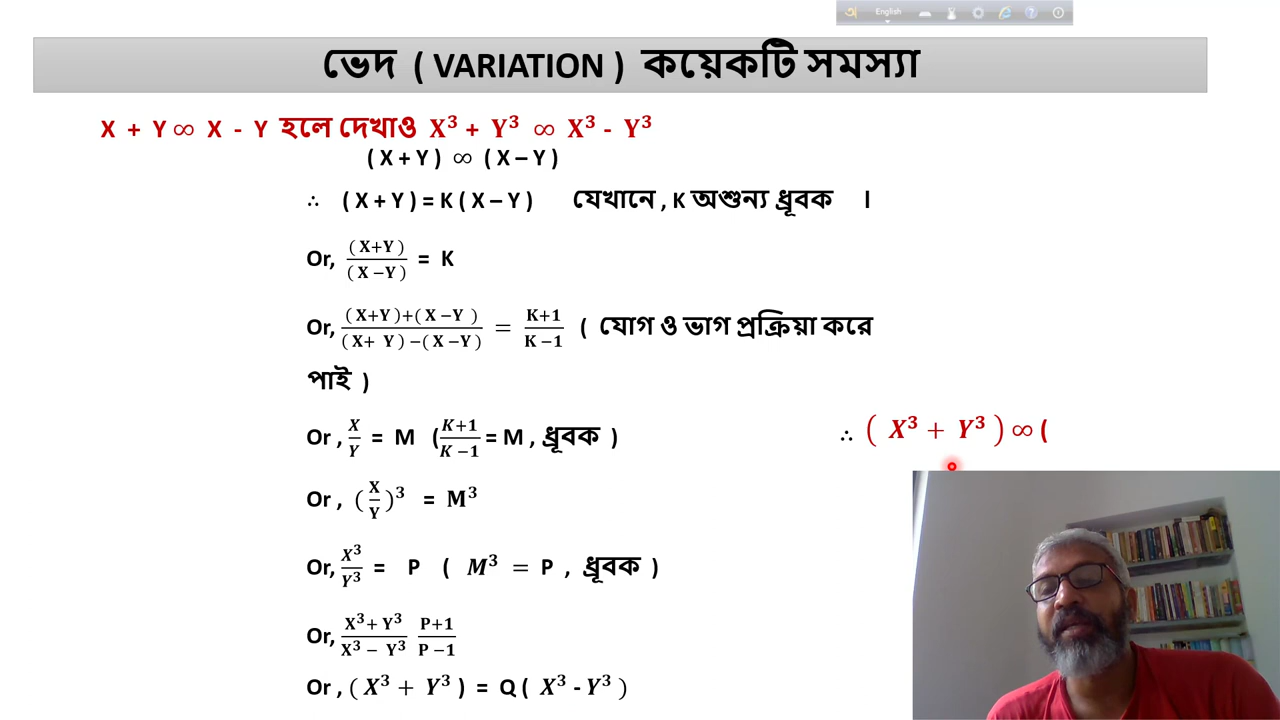 English
ভেদ ( VARIATION ) কয়েকটি সমস্যা
X + Y ∞ X - Y হলে দেখাও X³ + Y³ ∞ X³ - Y³
( X + Y ) ∞ ( X – Y )
∴ ( X + Y ) = K ( X – Y ) যেখানে , K অশুন্য ধ্রূবক ।
Or, (X+Y)/(X −Y) = K
Or, ((X+Y)+(X −Y ))/((X+ Y) −(X −Y)) = (K+1)/(K −1) ( যোগ ও ভাগ প্রক্রিয়া করে
পাই )
Or , X/Y = M ((K+1)/(K −1) = M , ধ্রূবক )
∴ ( X³ + Y³ ) ∞ (
Or , (X/Y)³ = M³
Or, X³/Y³ = P ( M³ = P , ধ্রূবক )
Or, (X³+ Y³)/(X³ − Y³) (P+1)/(P −1)
Or , ( X³ + Y³ ) = Q ( X³ - Y³ )